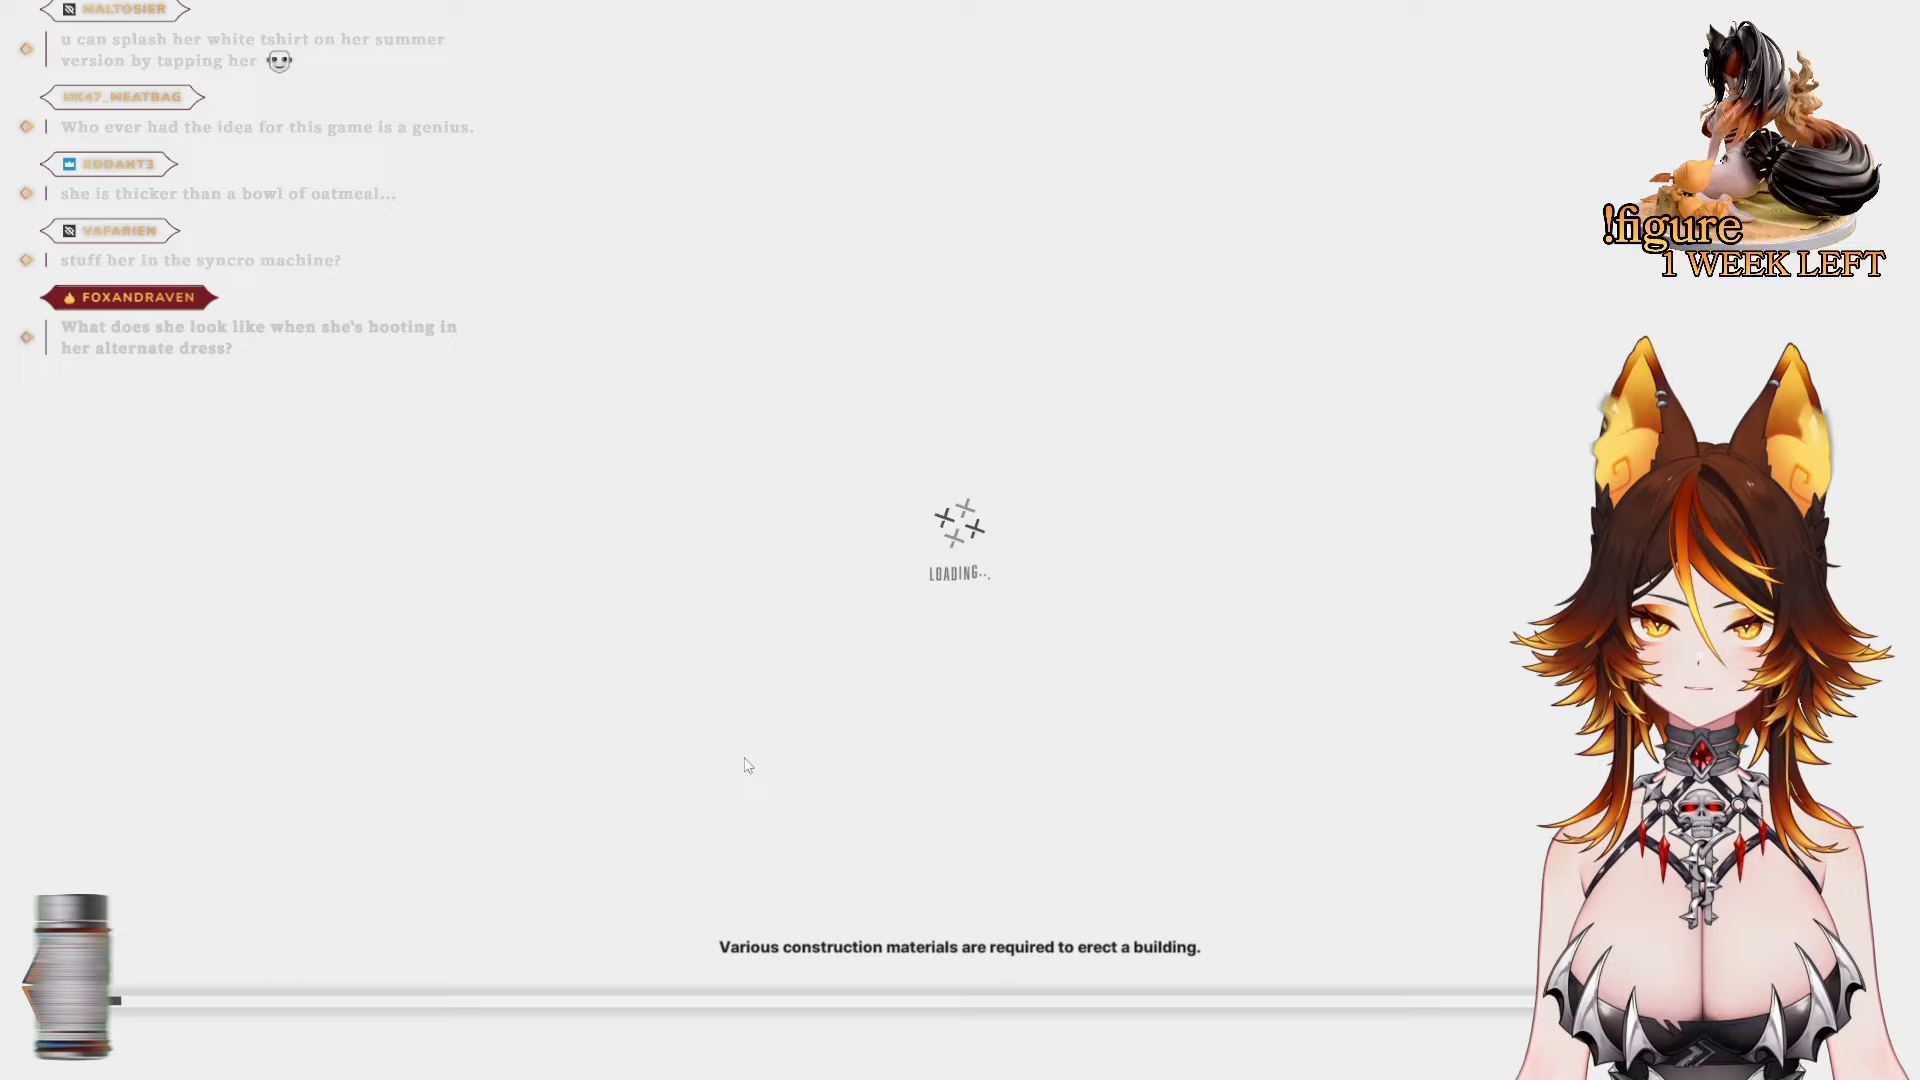 MALTOSIER
u can splash her white tshirt on her summer
version by tapping her
HK47_MEATBAG
Who ever had the idea for this game is a genius.
she is thicker than a bowl of oatmeal...
VAFARIEN
stuff her in the syncro machine?
FOXANDRAVEN
What does she look like when she's hooting in
her alternate dress?
!figure
1 WEEK LEFT
LOADING...
Various construction materials are required to erect a building.